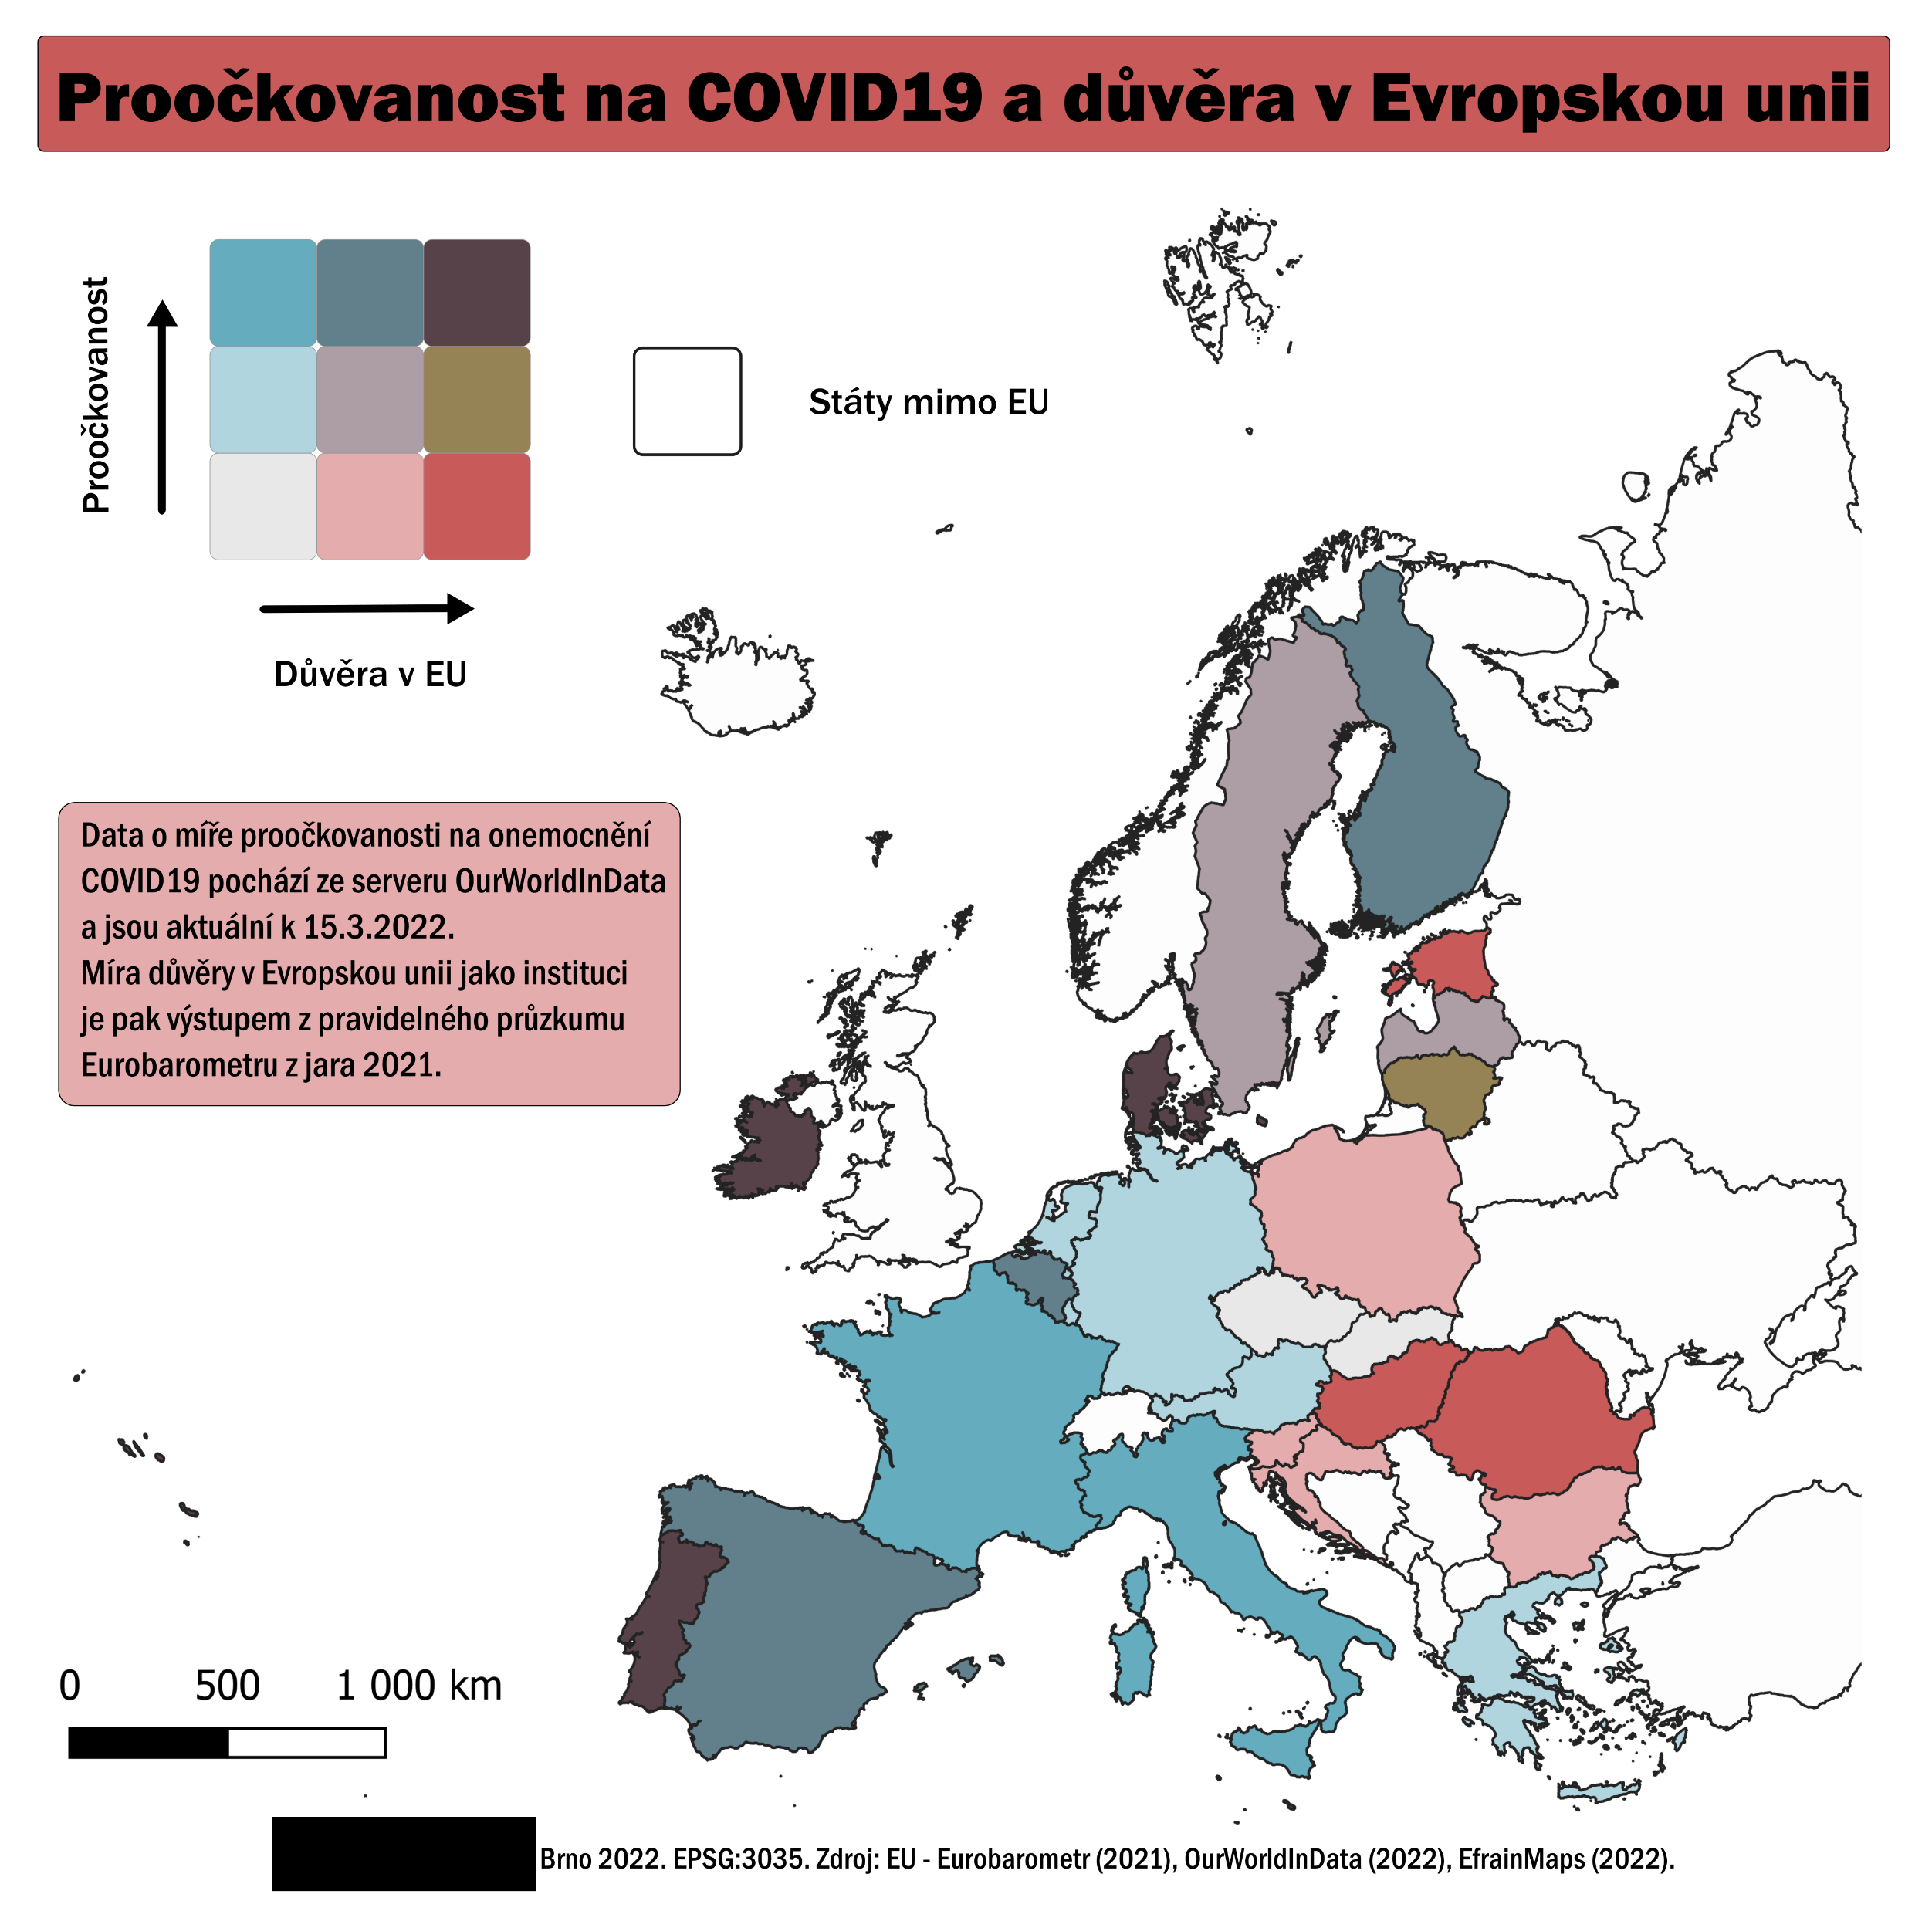 Proočkovanost na COVID19 a důvěra v Evropskou unii
Proočkovanost
Státy mimo EU
Důvěra v EU
Data o míře proočkovanosti na onemocnění
COVID19 pochází ze serveru OurWorldInData
a jsou aktuální k 15.3.2022.
Míra důvěry v Evropskou unii jako instituci
je pak výstupem z pravidelného průzkumu
Eurobarometru z jara 2021.
0 500 1 000 km
Brno 2022. EPSG:3035. Zdroj: EU - Eurobarometr (2021), OurWorldInData (2022), EfrainMaps (2022).